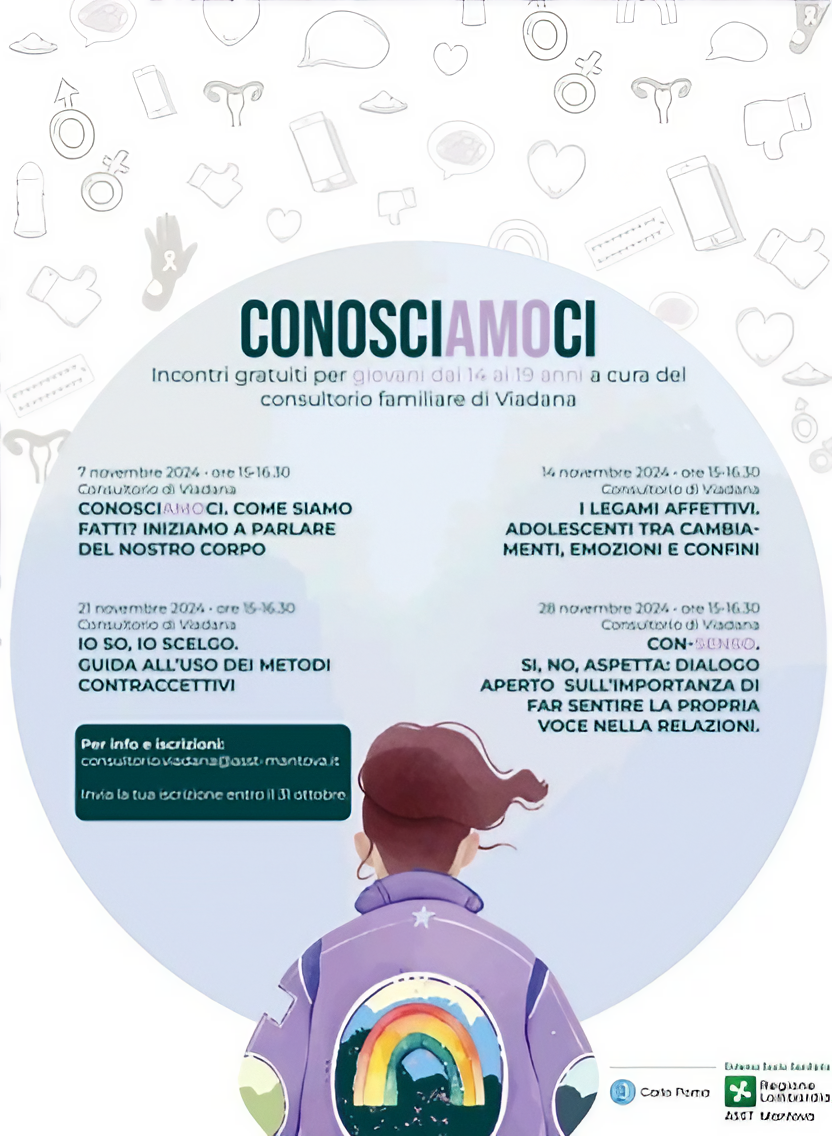 CONOSCIAMOCI
Incontri gratuiti per giovani dai 14 ai 19 anni a cura del
consultorio familiare di Viadana
7 novembre 2024 • ore 15-16.30
Consultorio di Viadana
CONOSCIAMOCI. COME SIAMO
FATTI? INIZIAMO A PARLARE
DEL NOSTRO CORPO
14 novembre 2024 • ore 15-16.30
Consultorio di Viadana
I LEGAMI AFFETTIVI.
ADOLESCENTI TRA CAMBIA-
MENTI, EMOZIONI E CONFINI
21 novembre 2024 • ore 15-16.30
Consultorio di Viadana
IO SO, IO SCELGO.
GUIDA ALL'USO DEI METODI
CONTRACCETTIVI
28 novembre 2024 • ore 15-16.30
Consultorio di Viadana
CON-SENSO.
SI, NO, ASPETTA: DIALOGO
APERTO SULL'IMPORTANZA DI
FAR SENTIRE LA PROPRIA
VOCE NELLA RELAZIONI.
Per info e iscrizioni:
consultorio.viadana@asst-mantova.it
Invia la tua iscrizione entro il 31 ottobre.
Regione
Lombardia
ASST Mantova